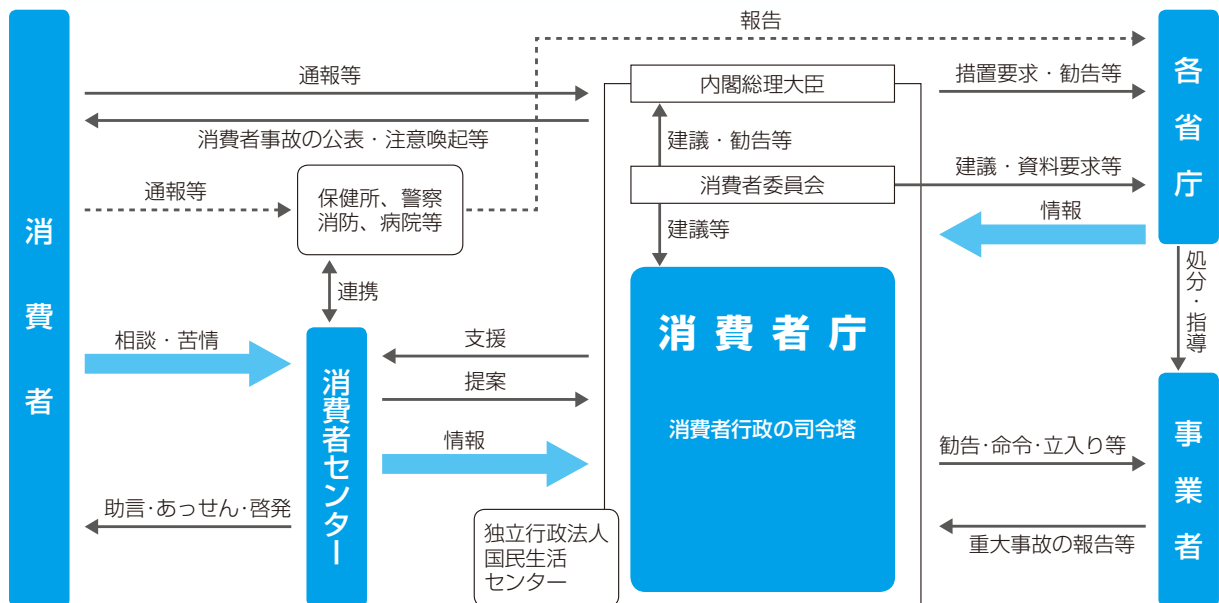 報告
通報等
内閣総理大臣
措置要求・勧告等
各省庁
消費者事故の公表・注意喚起等
建議・勧告等
通報等
保健所、警察
消防、病院等
消費者委員会
建議・資料要求等
情報
建議等
消費者
連携
処分・指導
消費者庁
相談・苦情
支援
消費者センター
提案
消費者行政の司令塔
情報
勧告・命令・立入り等
事業者
助言・あっせん・啓発
独立行政法人
国民生活
センター
重大事故の報告等